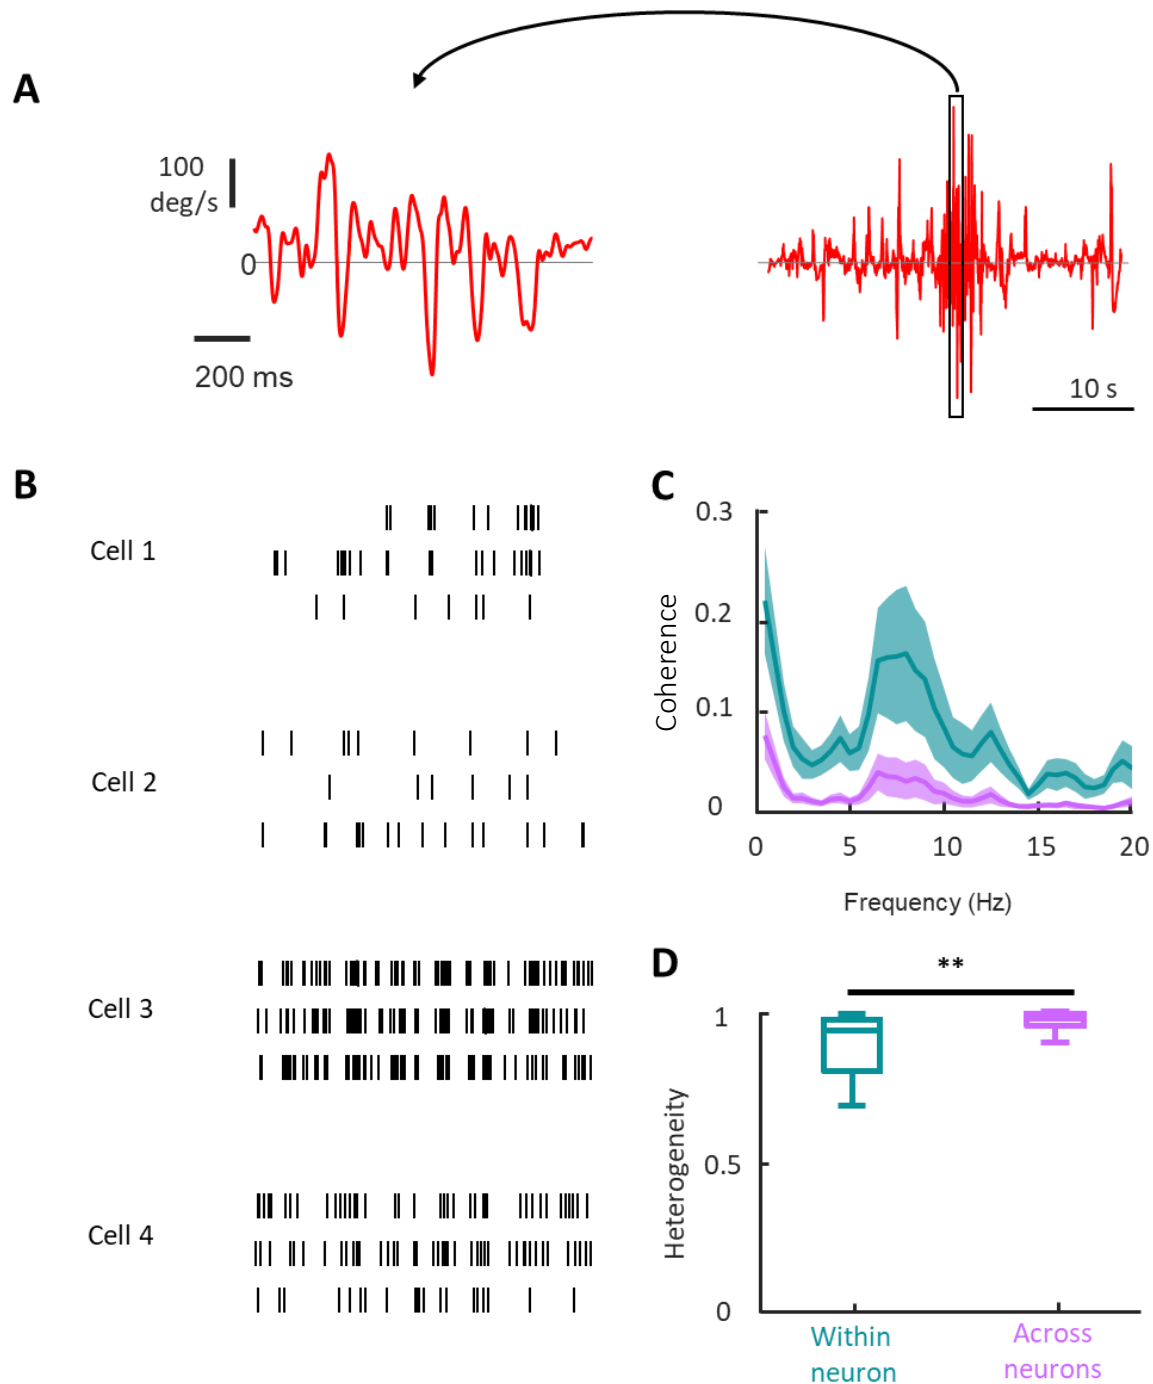 A
100
deg/s
0
200 ms
10 s
B
Cell 1
Cell 2
Cell 3
Cell 4
C
0.3
0.2
0.1
0
Coherence
0
5
10
15
20
Frequency (Hz)
D
**
1
0.5
0
Heterogeneity
Within
neuron
Across
neurons